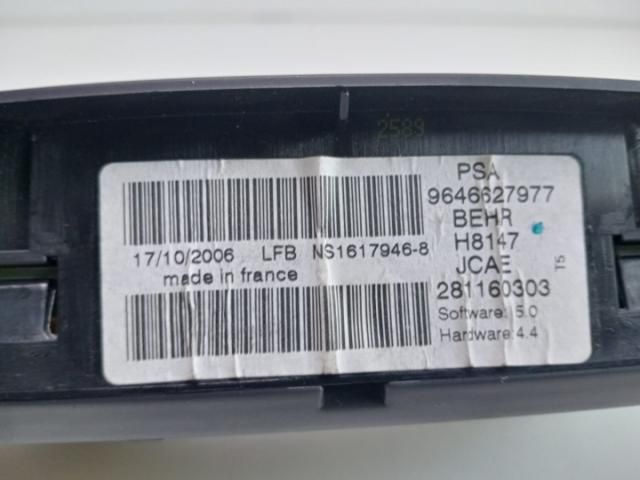 2589
PSA
9646627977
BEHR
H8147
JCAE
281160303
Software: 5.0
Hardware: 4.4
T5
17/10/2006 LFB NS1617946-8
made in france